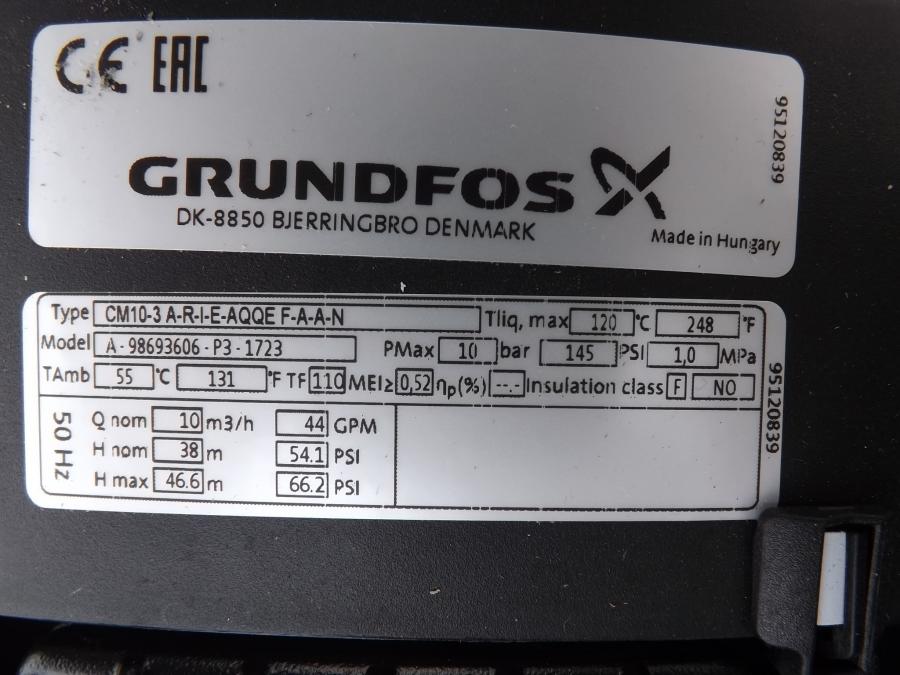 CE EAC
95120839
GRUNDFOS
DK-8850 BJERRINGBRO DENMARK
Made in Hungary
Type CM10-3 A-R-I-E-AQQE F-A-A-N Tliq, max 120 °C 248 °F
Model A - 98693606 - P3 - 1723 PMax 10 bar 145 PSI 1,0 MPa
TAmb 55 °C 131 °F TF 110 MEI≥ 0,52 ηp(%) --.- Insulation class F NO
95120839
50 Hz
Q nom 10 m3/h 44 GPM
H nom 38 m 54.1 PSI
H max 46.6 m 66.2 PSI